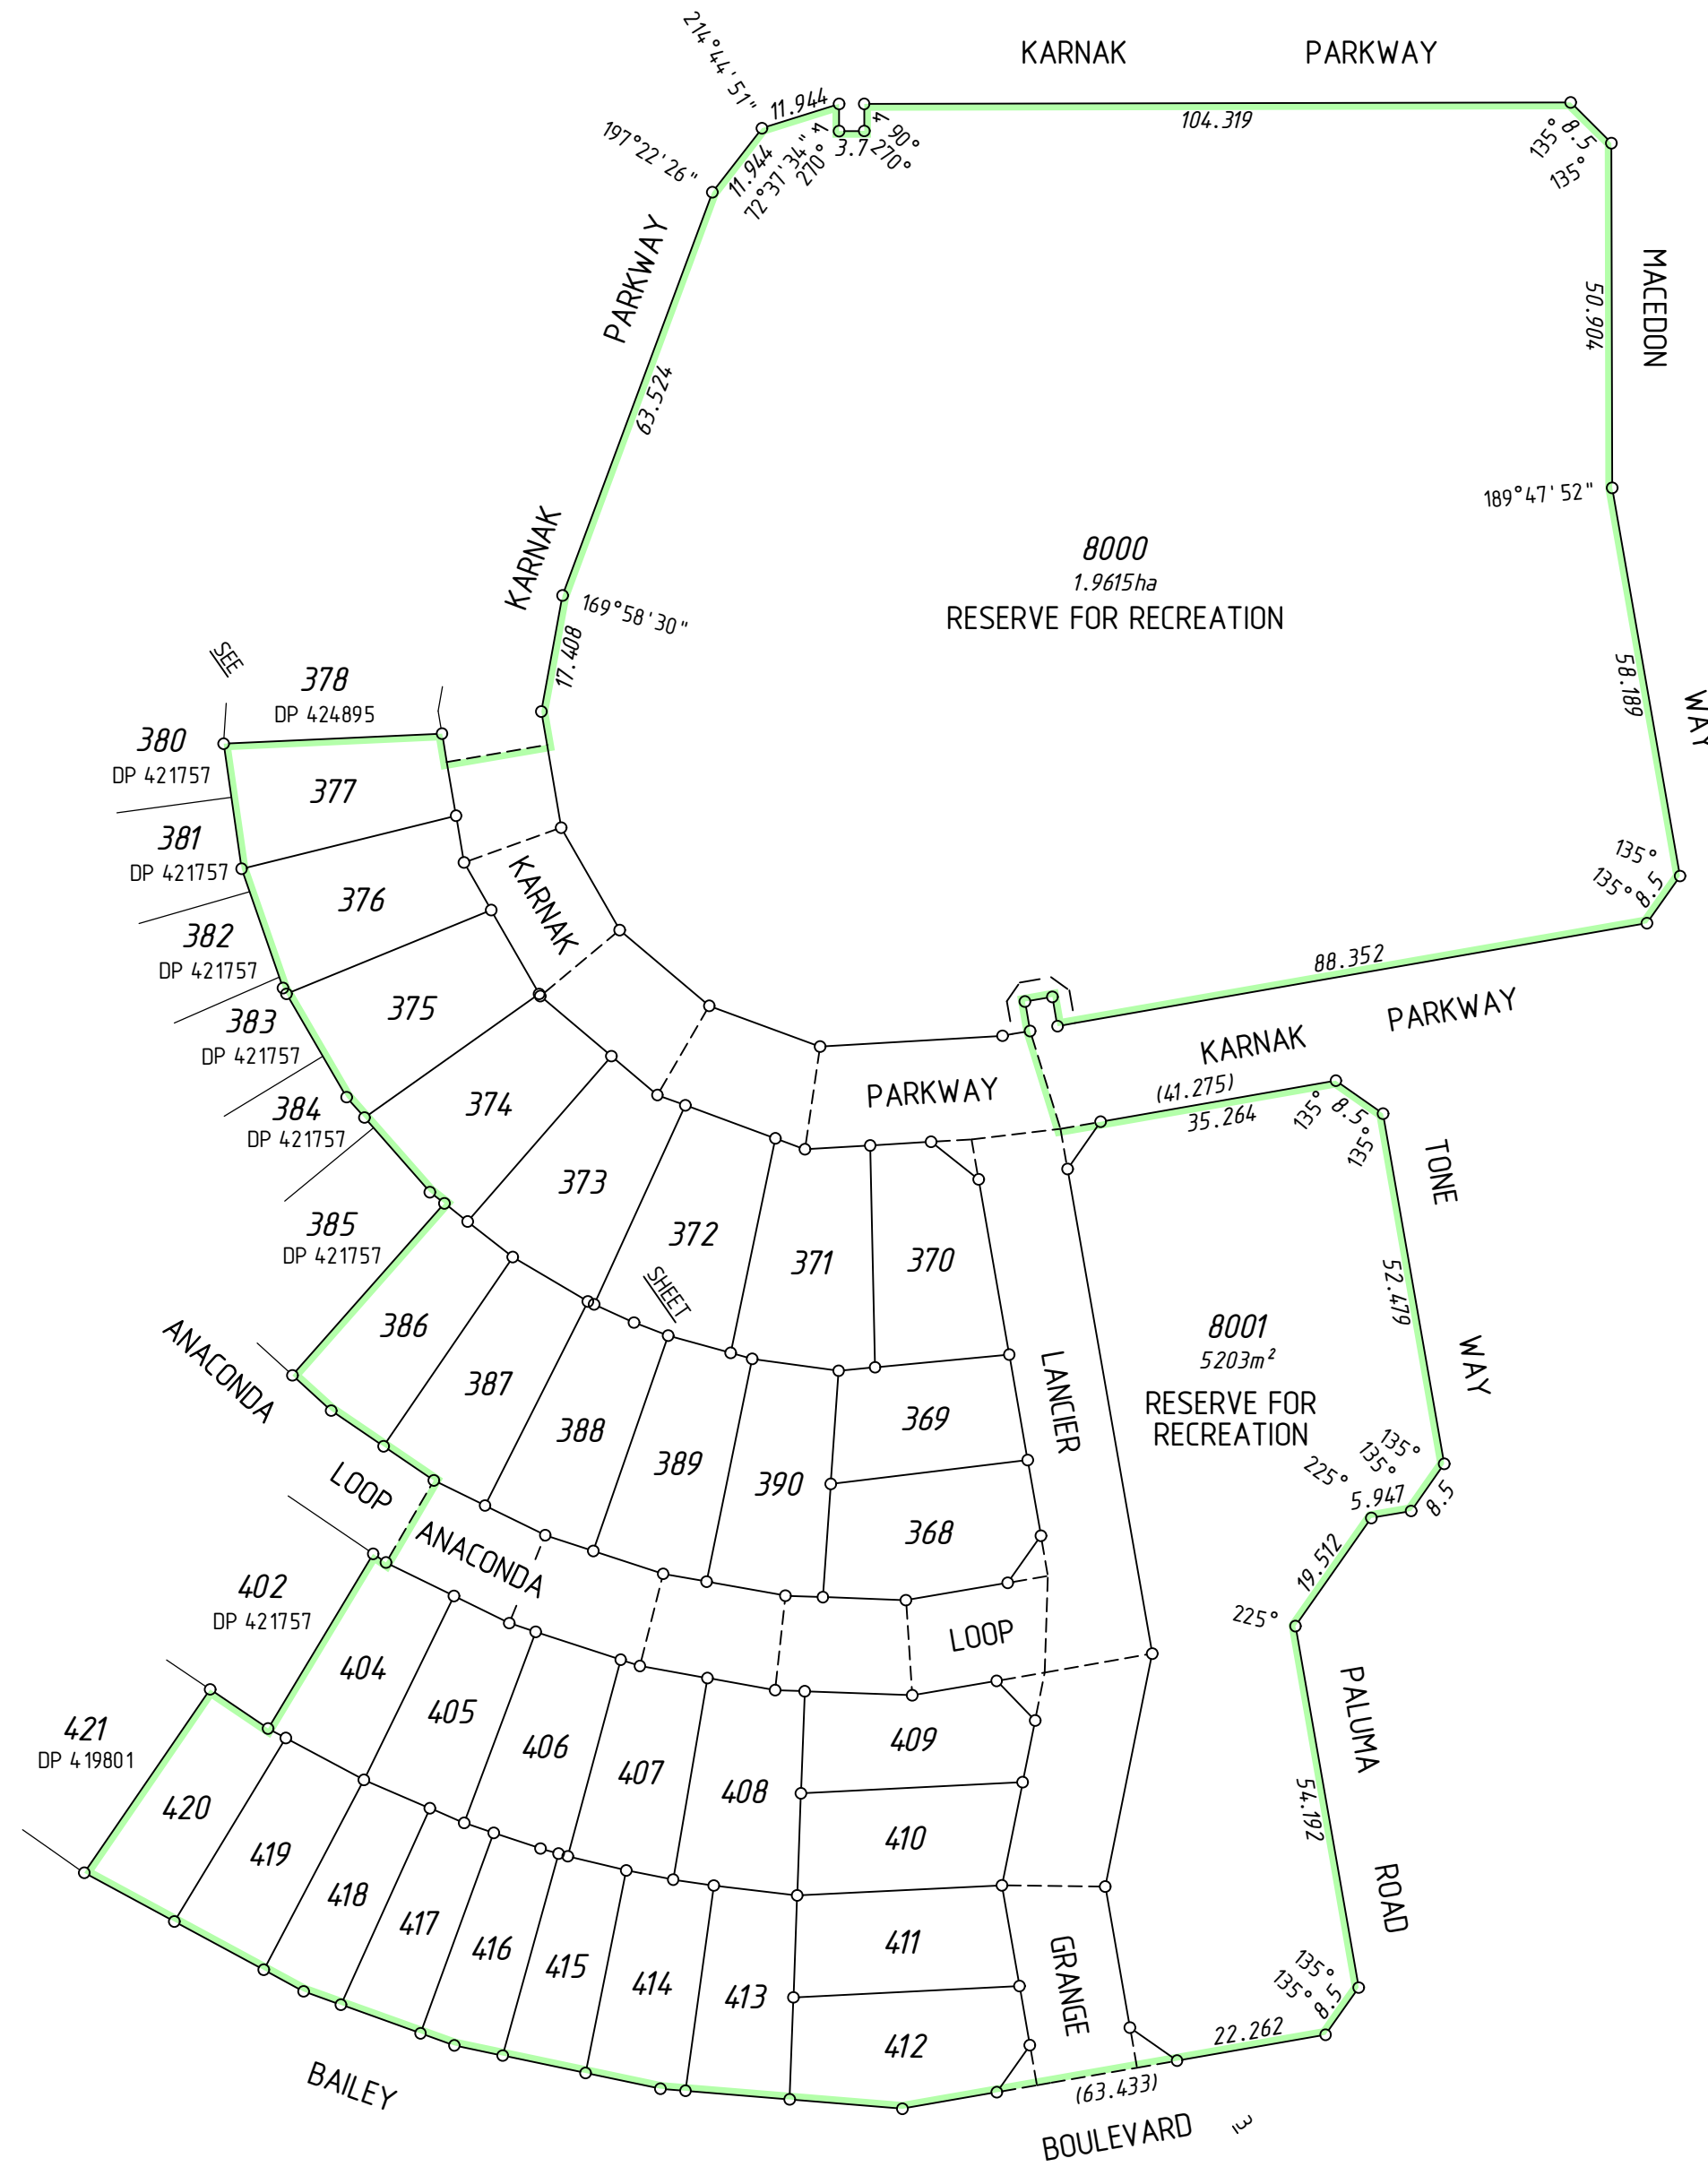 KARNAK PARKWAY
214°44'51"
11.944
4
4
90°
104.319
8.5
135°
135°
197°22'26"
11.944
72°37'34"
270°
3.7
270°
PARKWAY
MACEDON
50.904
63.524
189°47'52"
KARNAK
8000
1.9615ha
RESERVE FOR RECREATION
169°58'30"
17.408
SEE
378
DP 424895
58.189
WAY
380
DP 421757
377
381
DP 421757
376
KARNAK
135°
135°
8.5
382
DP 421757
88.352
375
383
DP 421757
PARKWAY
KARNAK
384
DP 421757
374
PARKWAY
(41.275)
35.264
135°
8.5
135°
TONE
373
385
DP 421757
372
371
370
SHEET
52.479
386
ANACONDA
8001
5203m²
RESERVE FOR
RECREATION
WAY
LANCIER
387
388
389
390
369
LOOP
368
135°
135°
225°
5.947
8.5
ANACONDA
19.512
402
DP 421757
225°
LOOP
404
405
406
407
408
409
PALUMA
421
DP 419801
420
419
418
417
416
415
414
413
410
54.192
411
ROAD
GRANGE
135°
135°
8.5
412
22.262
BAILEY
(63.433)
BOULEVARD
3